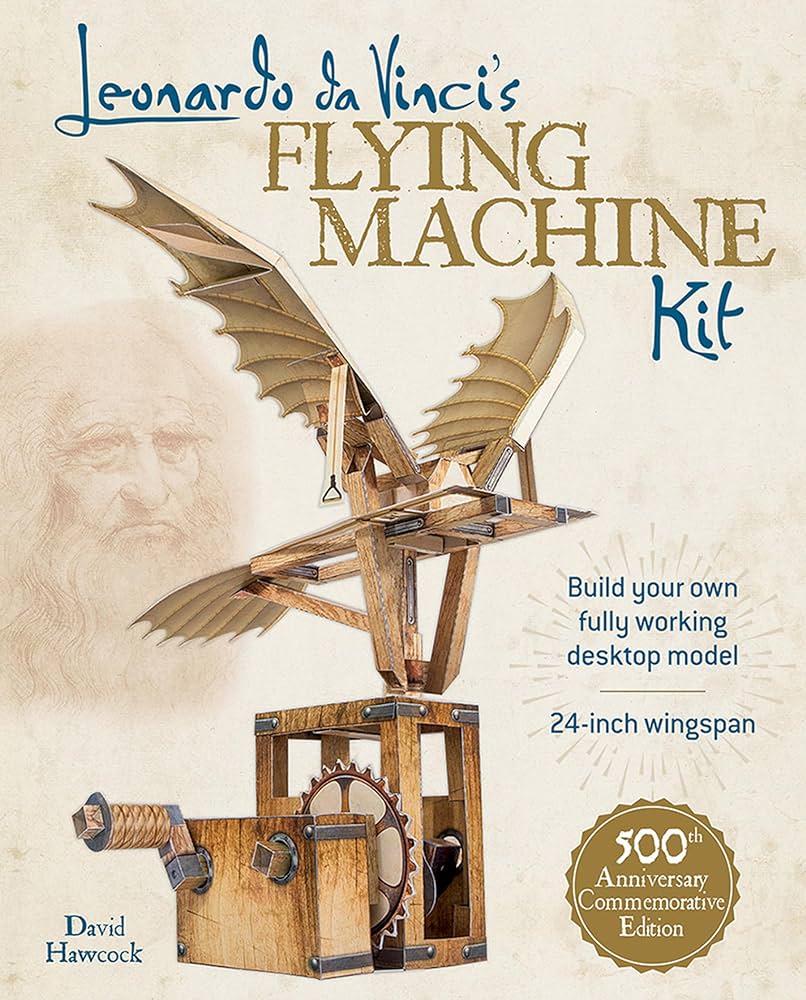 Leonardo da Vinci's
FLYING
MACHINE
Kit
Build your own
fully working
desktop model
24-inch wingspan
500th
Anniversary
Commemorative
Edition
David
Hawcock